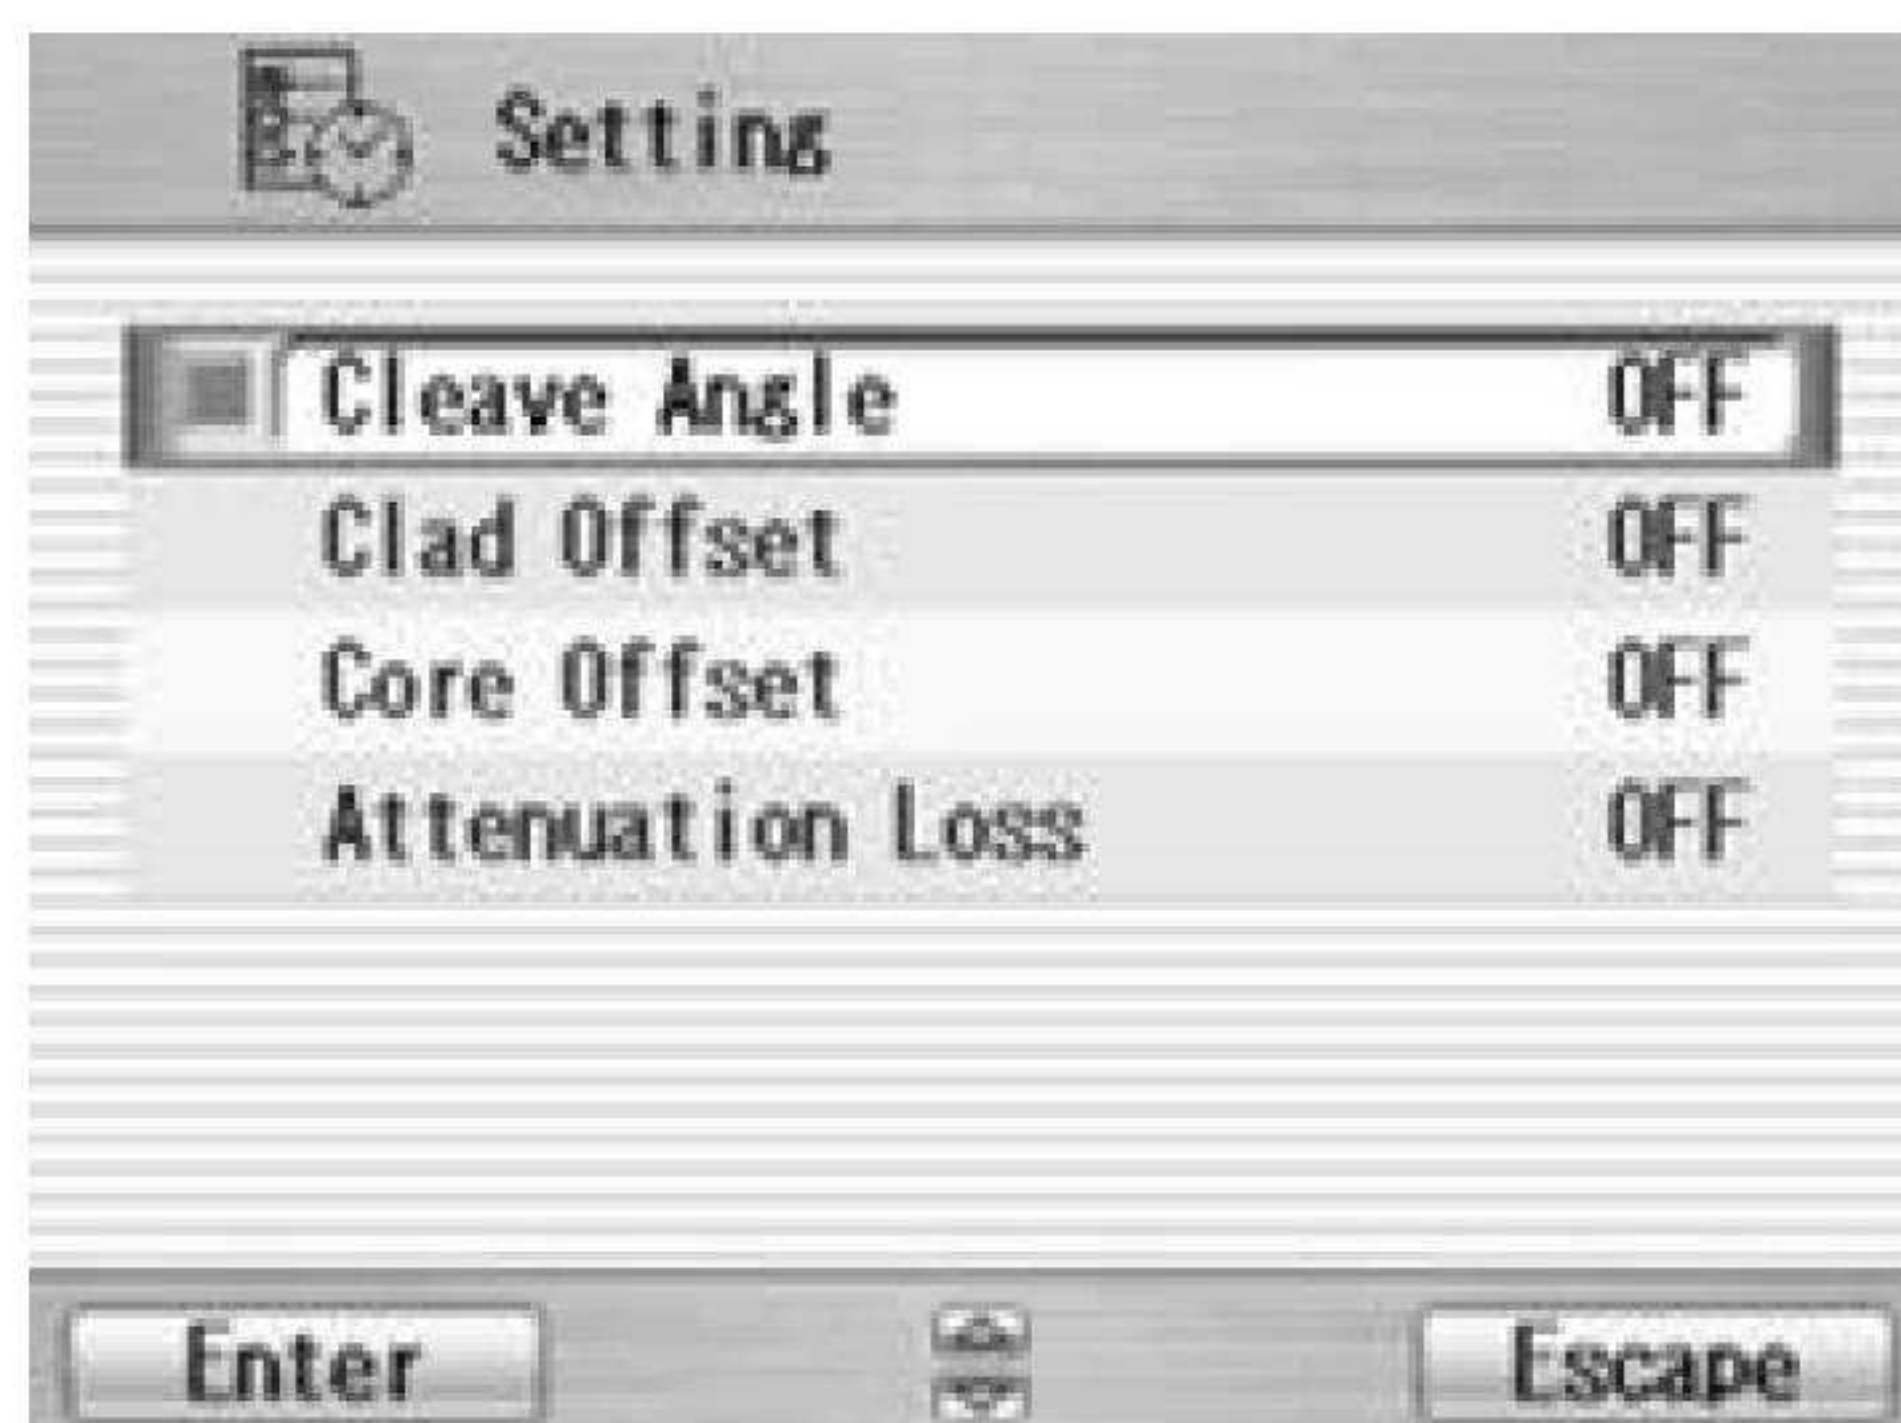 Setting
Cleave Angle OFF
Clad Offset OFF
Core Offset OFF
Attenuation Loss OFF
Enter Escape